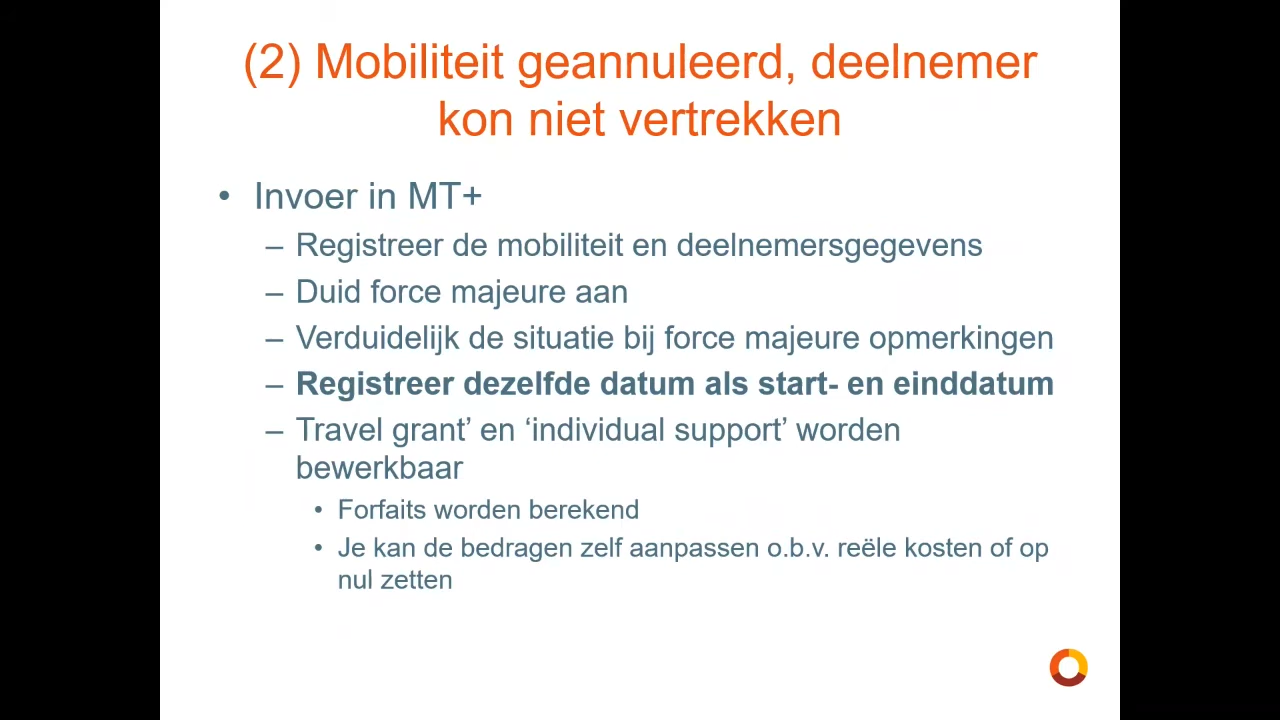 (2) Mobiliteit geannuleerd, deelnemer
kon niet vertrekken
• Invoer in MT+
– Registreer de mobiliteit en deelnemersgegevens
– Duid force majeure aan
– Verduidelijk de situatie bij force majeure opmerkingen
– Registreer dezelfde datum als start- en einddatum
– Travel grant’ en ‘individual support’ worden
bewerkbaar
• Forfaits worden berekend
• Je kan de bedragen zelf aanpassen o.b.v. reële kosten of op
nul zetten